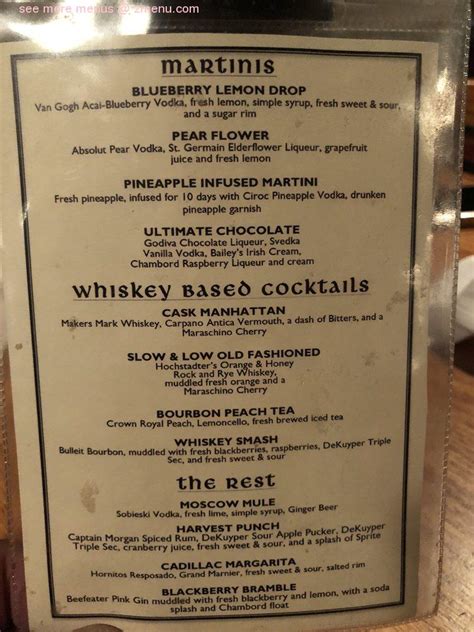 see more menus @ zmenu.com
MARTINIS
BLUEBERRY LEMON DROP
Van Gogh Acai-Blueberry Vodka, fresh lemon, simple syrup, fresh sweet & sour,
and a sugar rim
PEAR FLOWER
Absolut Pear Vodka, St. Germain Elderflower Liqueur, grapefruit
juice and fresh lemon
PINEAPPLE INFUSED MARTINI
Fresh pineapple, infused for 10 days with Ciroc Pineapple Vodka, drunken
pineapple garnish
ULTIMATE CHOCOLATE
Godiva Chocolate Liqueur, Svedka
Vanilla Vodka, Bailey's Irish Cream,
Chambord Raspberry Liqueur and cream
WHISKEY BASED COCKTAILS
CASK MANHATTAN
Makers Mark Whiskey, Carpano Antica Vermouth, a dash of Bitters, and a
Maraschino Cherry
SLOW & LOW OLD FASHIONED
Hochstadter's Orange & Honey
Rock and Rye Whiskey,
muddled fresh orange and a
Maraschino Cherry
BOURBON PEACH TEA
Crown Royal Peach, Lemoncello, fresh brewed iced tea
WHISKEY SMASH
Bulleit Bourbon, muddled with fresh blackberries, raspberries, DeKuyper Triple
Sec, and fresh sweet & sour
THE REST
MOSCOW MULE
Sobieski Vodka, fresh lime, simple syrup, Ginger Beer
HARVEST PUNCH
Captain Morgan Spiced Rum, DeKuyper Sour Apple Pucker, DeKuyper
Triple Sec, cranberry juice, fresh sweet & sour, and a splash of Sprite
CADILLAC MARGARITA
Hornitos Resposado, Grand Marnier, fresh sweet & sour, salted rim
BLACKBERRY BRAMBLE
Beefeater Pink Gin muddled with fresh blackberry and lemon, with a soda
splash and Chambord float